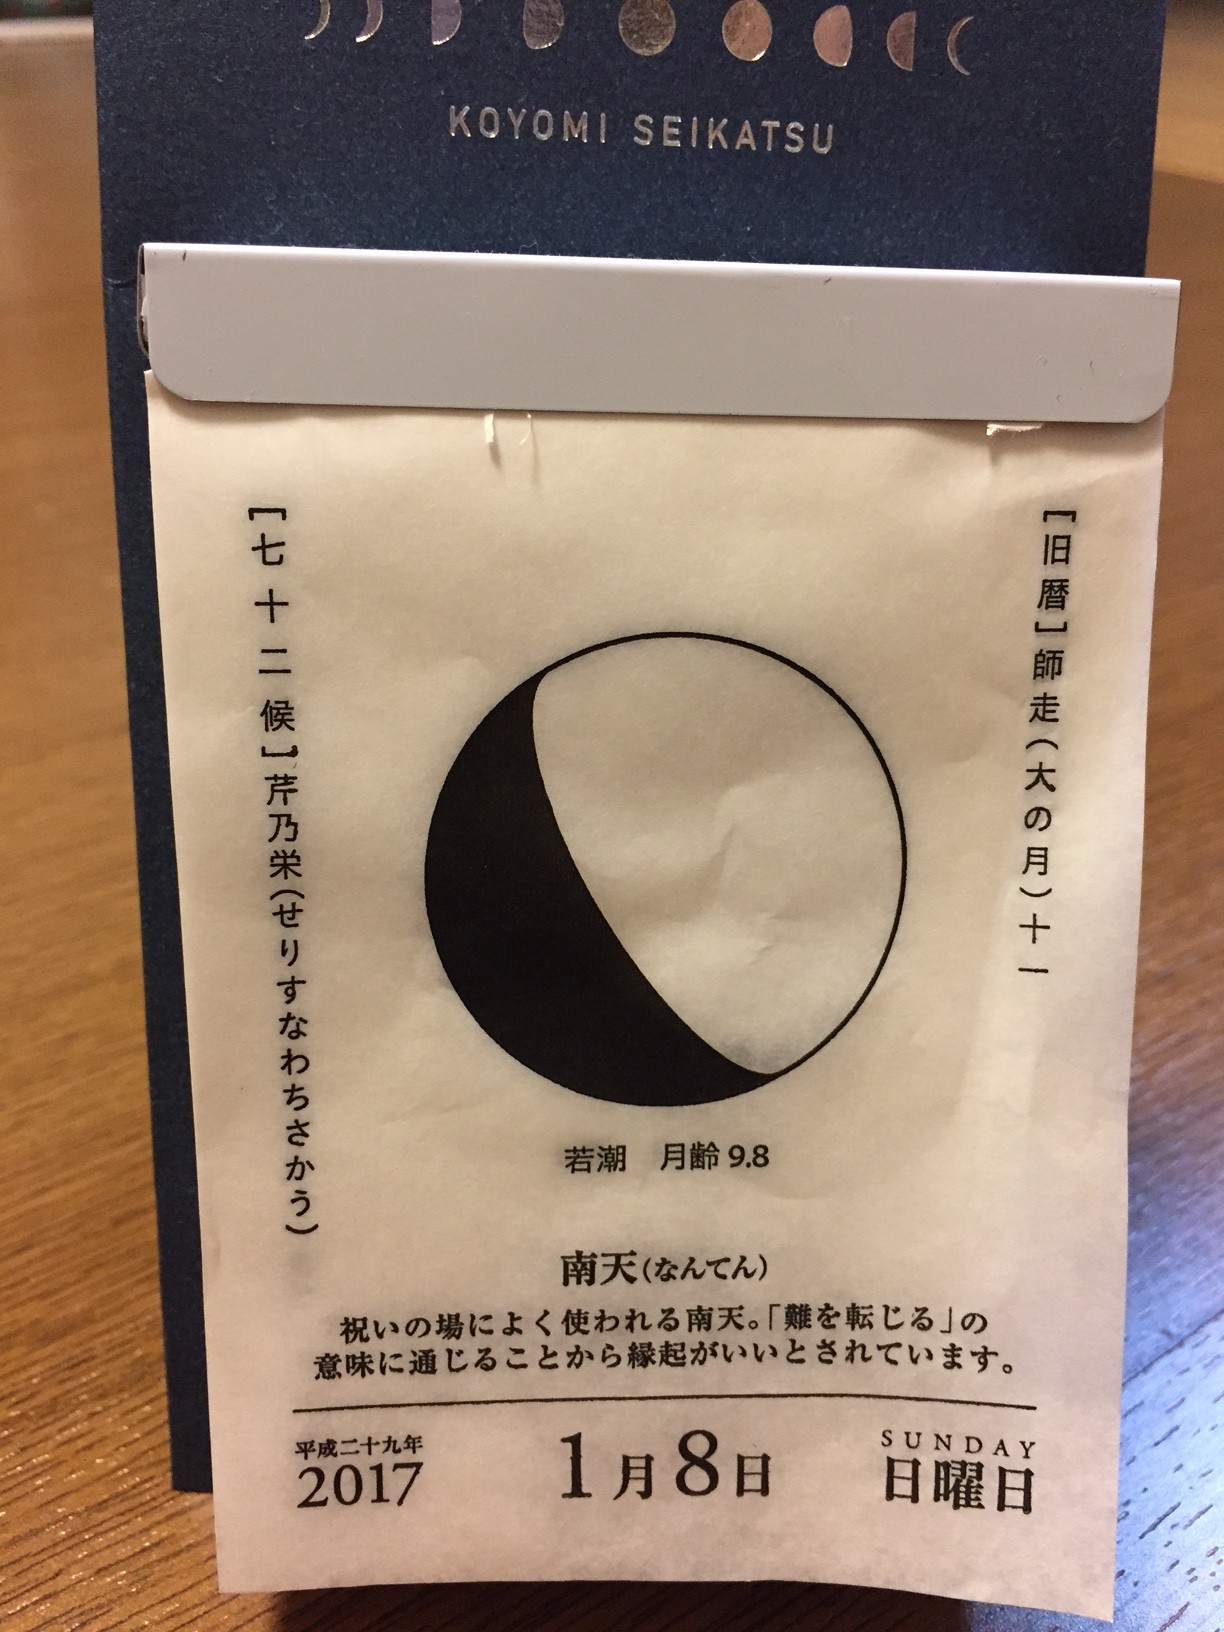 KOYOMI SEIKATSU
[旧暦]師走(大の月)十一
[七十二候]芹乃栄(せりすなわちさかう)
若潮　月齢 9.8
南天(なんてん)
祝いの場によく使われる南天。「難を転じる」の
意味に通じることから縁起がいいとされています。
平成二十九年
2017
1月8日
SUNDAY
日曜日